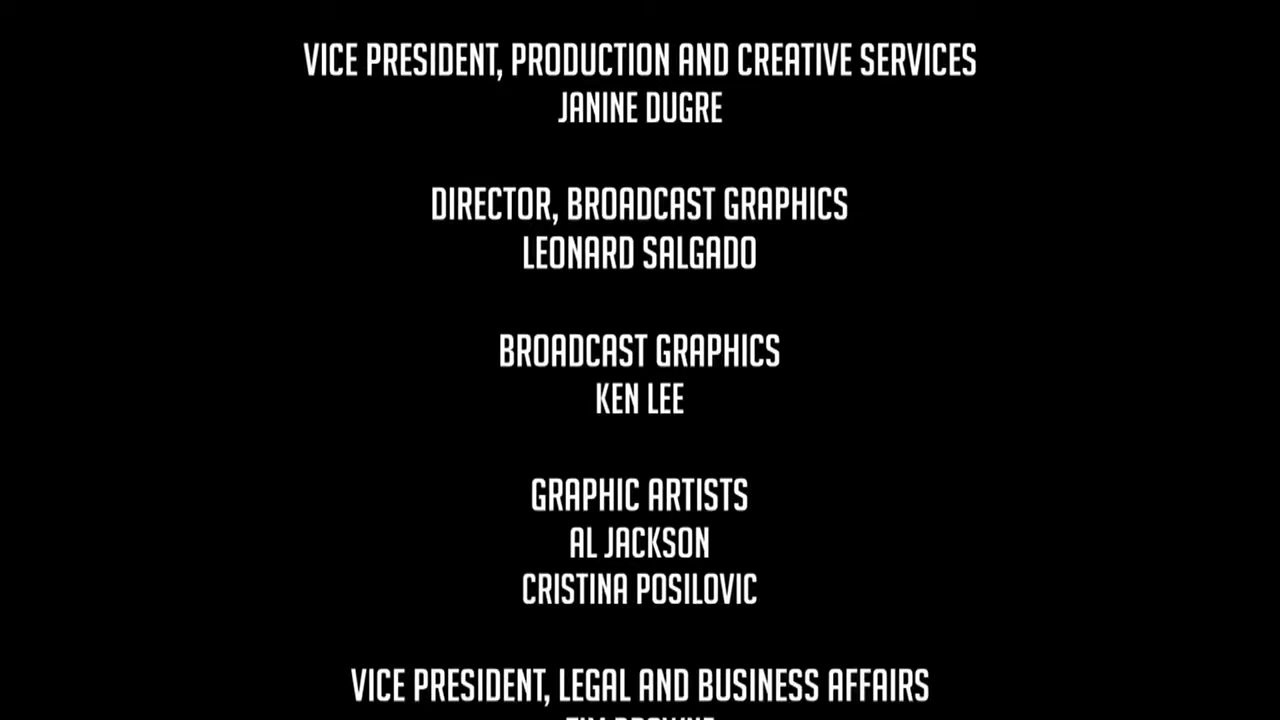 VICE PRESIDENT, PRODUCTION AND CREATIVE SERVICES
JANINE DUGRE
DIRECTOR, BROADCAST GRAPHICS
LEONARD SALGADO
BROADCAST GRAPHICS
KEN LEE
GRAPHIC ARTISTS
AL JACKSON
CRISTINA POSILOVIC
VICE PRESIDENT, LEGAL AND BUSINESS AFFAIRS